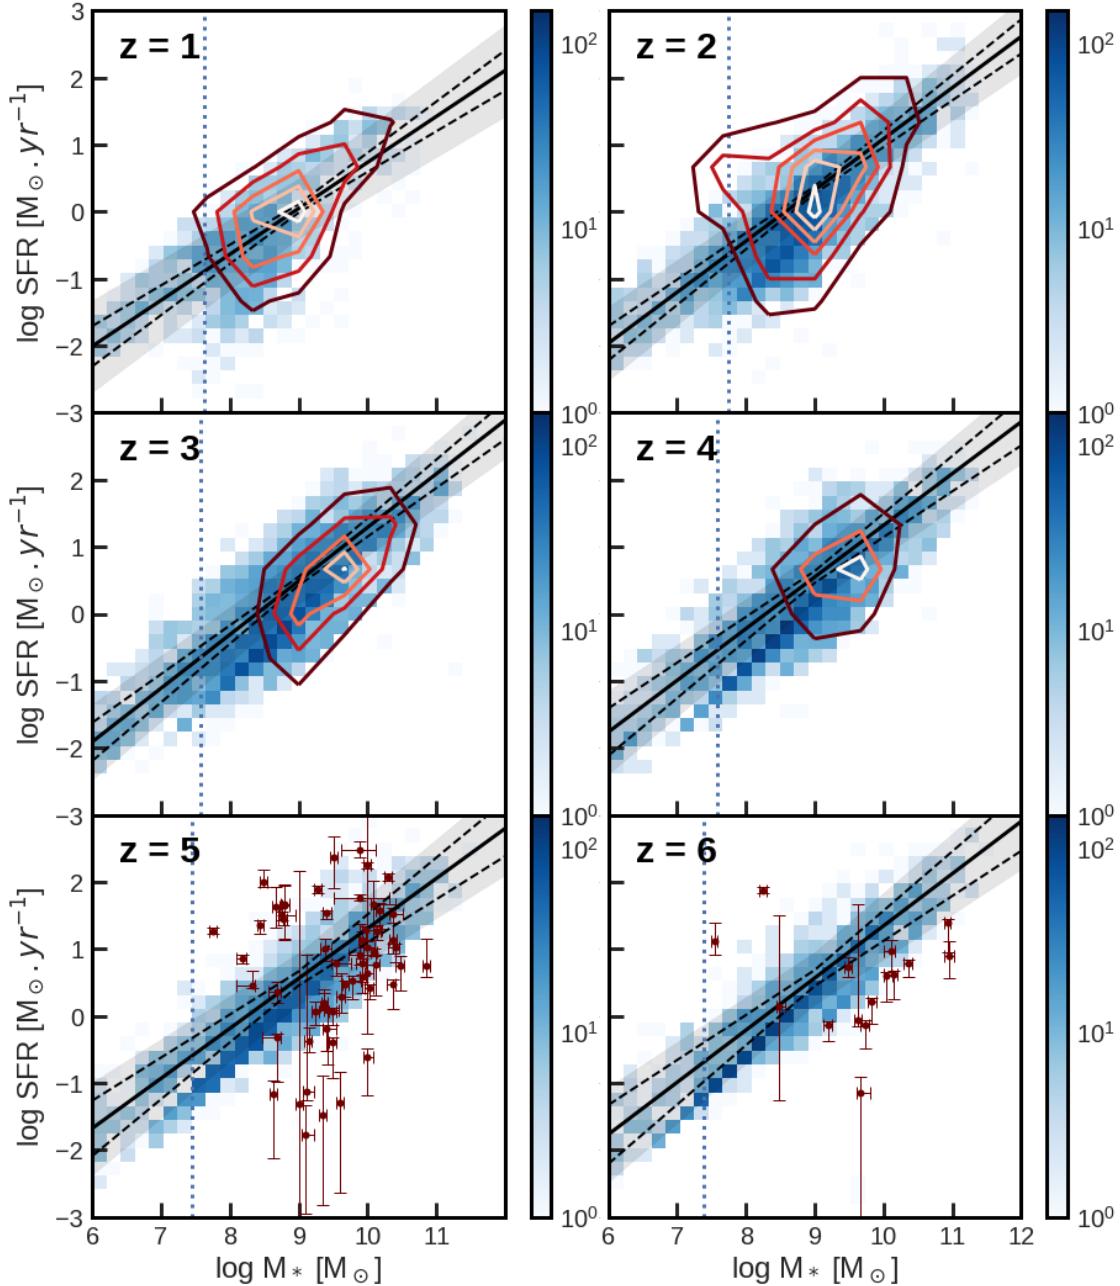 z = 1
z = 2
2
1
0
−1
−2
−3
log SFR [M⊙. yr⁻¹]
10²
10¹
10⁰
10²
10¹
10⁰
z = 3
z = 4
2
1
0
−1
−2
−3
log SFR [M⊙. yr⁻¹]
10²
10¹
10⁰
10²
10¹
10⁰
z = 5
z = 6
2
1
0
−1
−2
−3
log SFR [M⊙. yr⁻¹]
10²
10¹
10⁰
10²
10¹
10⁰
6 7 8 9 10 11
6 7 8 9 10 11 12
log M* [M⊙]
log M* [M⊙]